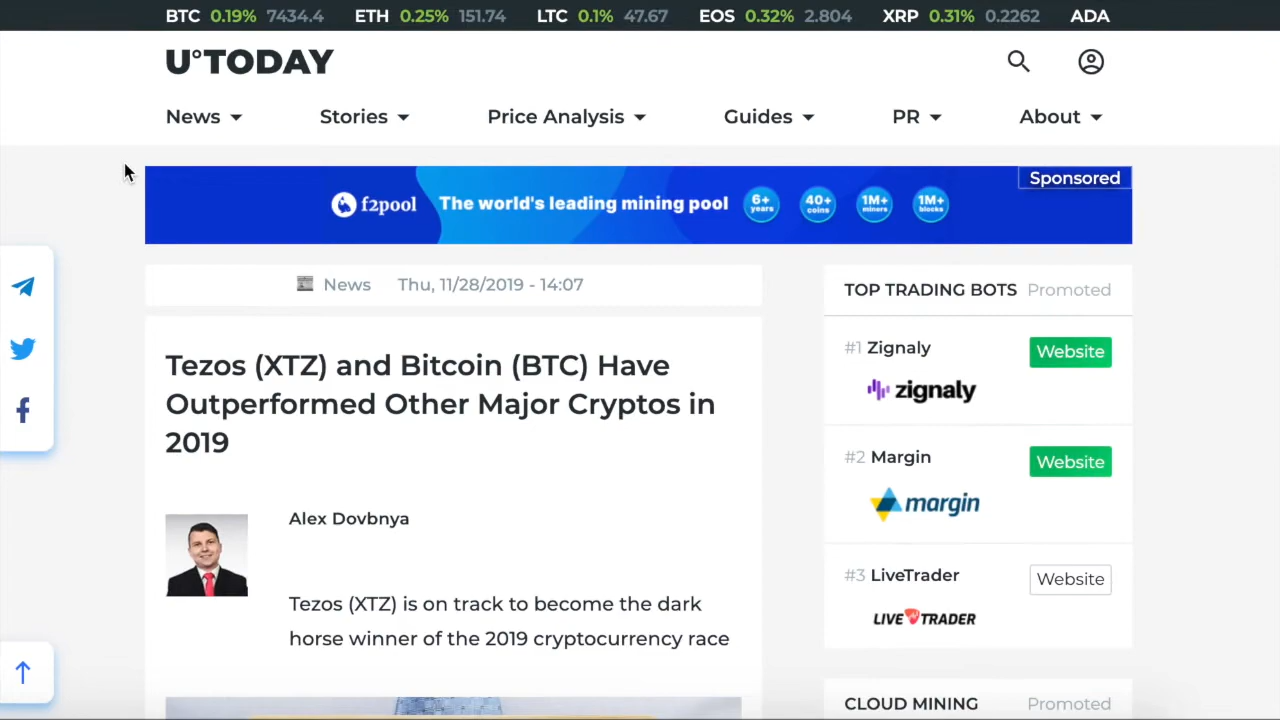 BTC 0.19% 7434.4 ETH 0.25% 151.74 LTC 0.1% 47.67 EOS 0.32% 2.804 XRP 0.31% 0.2262 ADA
U°TODAY
News Stories Price Analysis Guides PR About
Sponsored
f2pool The world's leading mining pool 6+ years 40+ coins 1M+ miners 1M+ blocks
News Thu, 11/28/2019 - 14:07
Tezos (XTZ) and Bitcoin (BTC) Have
Outperformed Other Major Cryptos in
2019
Alex Dovbnya
Tezos (XTZ) is on track to become the dark
horse winner of the 2019 cryptocurrency race
TOP TRADING BOTS Promoted
#1 Zignaly Website
zignaly
#2 Margin Website
margin
#3 LiveTrader Website
LIVE TRADER
CLOUD MINING Promoted